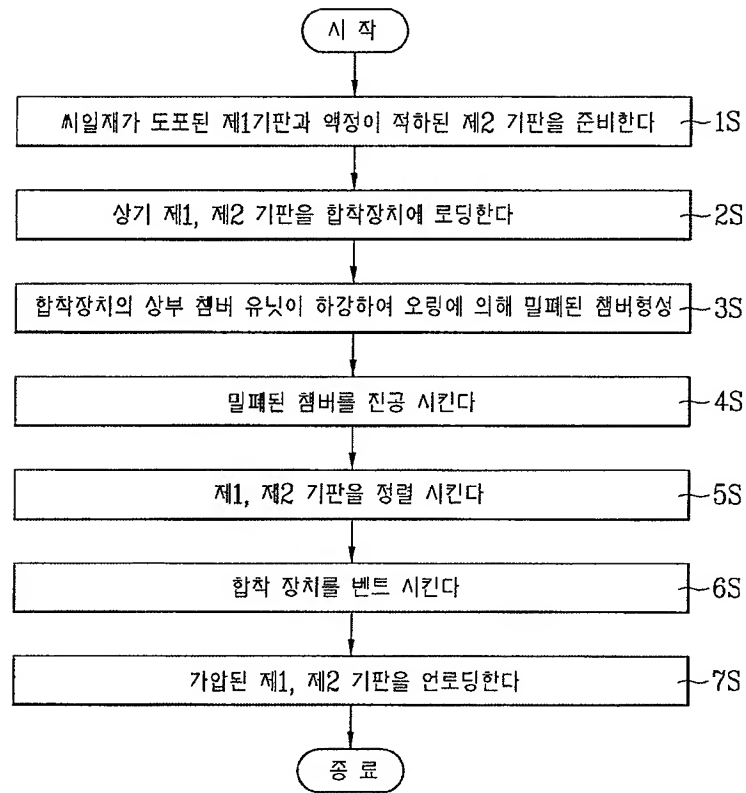 시 작
씨일재가 도포된 제1기판과 액정이 적하된 제2 기판을 준비한다
1S
상기 제1, 제2 기판을 합착장치에 로딩한다
2S
합착장치의 상부 챔버 유닛이 하강하여 오링에 의해 밀폐된 챔버형성
3S
밀폐된 챔버를 진공 시킨다
4S
제1, 제2 기판을 정렬 시킨다
5S
합착 장치를 벤트 시킨다
6S
가압된 제1, 제2 기판을 언로딩한다
7S
종 료